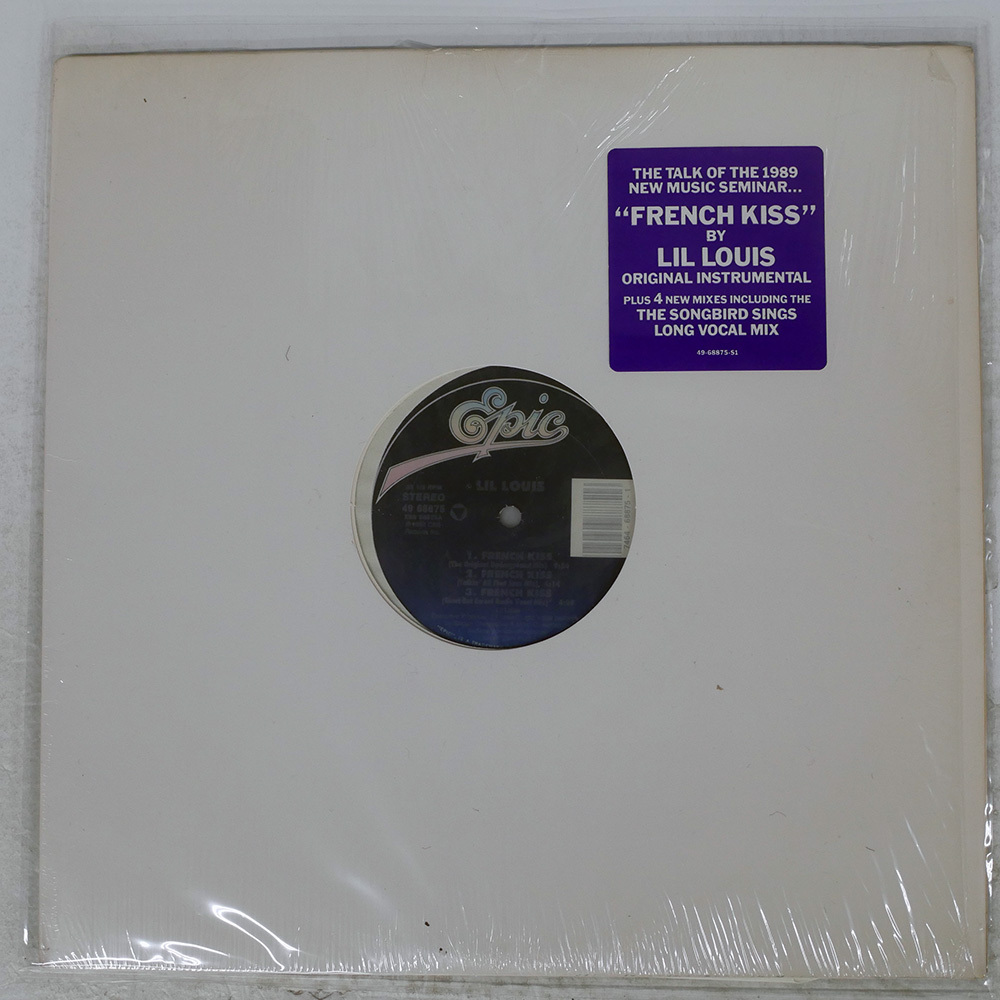 THE TALK OF THE 1989
NEW MUSIC SEMINAR...
“FRENCH KISS”
BY
LIL LOUIS
ORIGINAL INSTRUMENTAL
PLUS 4 NEW MIXES INCLUDING THE
THE SONGBIRD SINGS
LONG VOCAL MIX
49-68875-S1
Epic
LIL LOUIS
STEREO
49 68875
1. FRENCH KISS
2. FRENCH KISS
3. FRENCH KISS